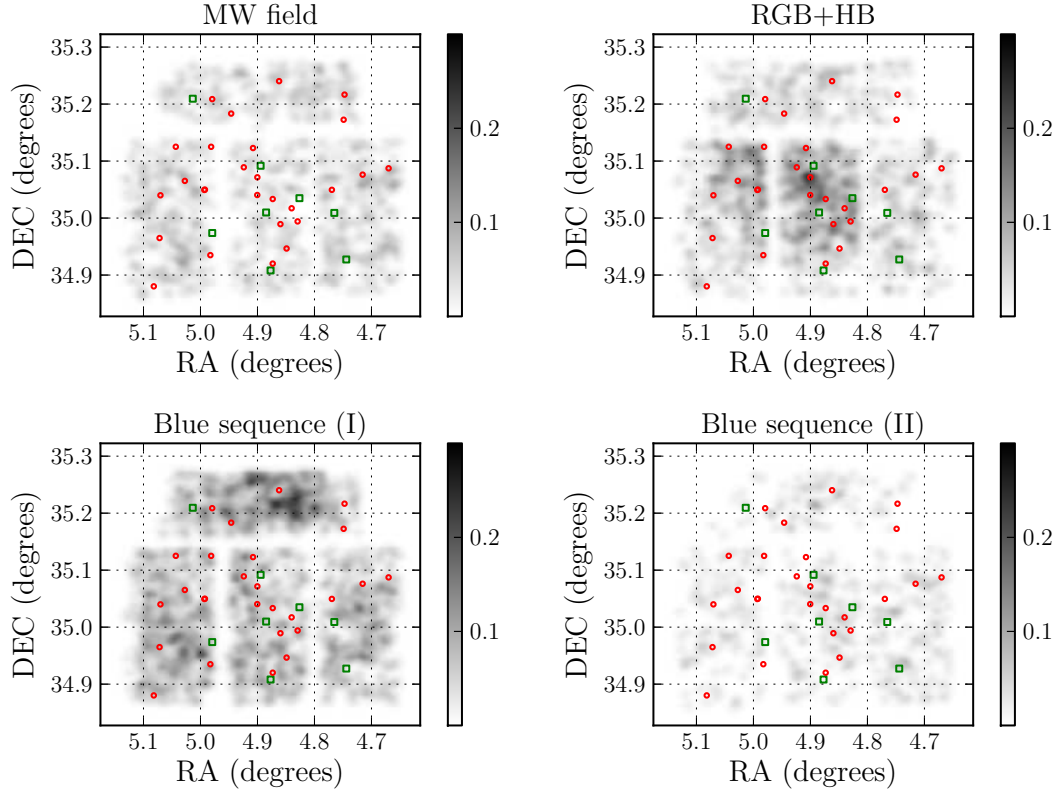 MW field
RGB+HB
35.3
35.2
35.1
35.0
34.9
DEC (degrees)
5.1 5.0 4.9 4.8 4.7
RA (degrees)
0.2
0.1
35.3
35.2
35.1
35.0
34.9
DEC (degrees)
5.1 5.0 4.9 4.8 4.7
RA (degrees)
0.2
0.1
Blue sequence (I)
Blue sequence (II)
35.3
35.2
35.1
35.0
34.9
DEC (degrees)
5.1 5.0 4.9 4.8 4.7
RA (degrees)
0.2
0.1
35.3
35.2
35.1
35.0
34.9
DEC (degrees)
5.1 5.0 4.9 4.8 4.7
RA (degrees)
0.2
0.1